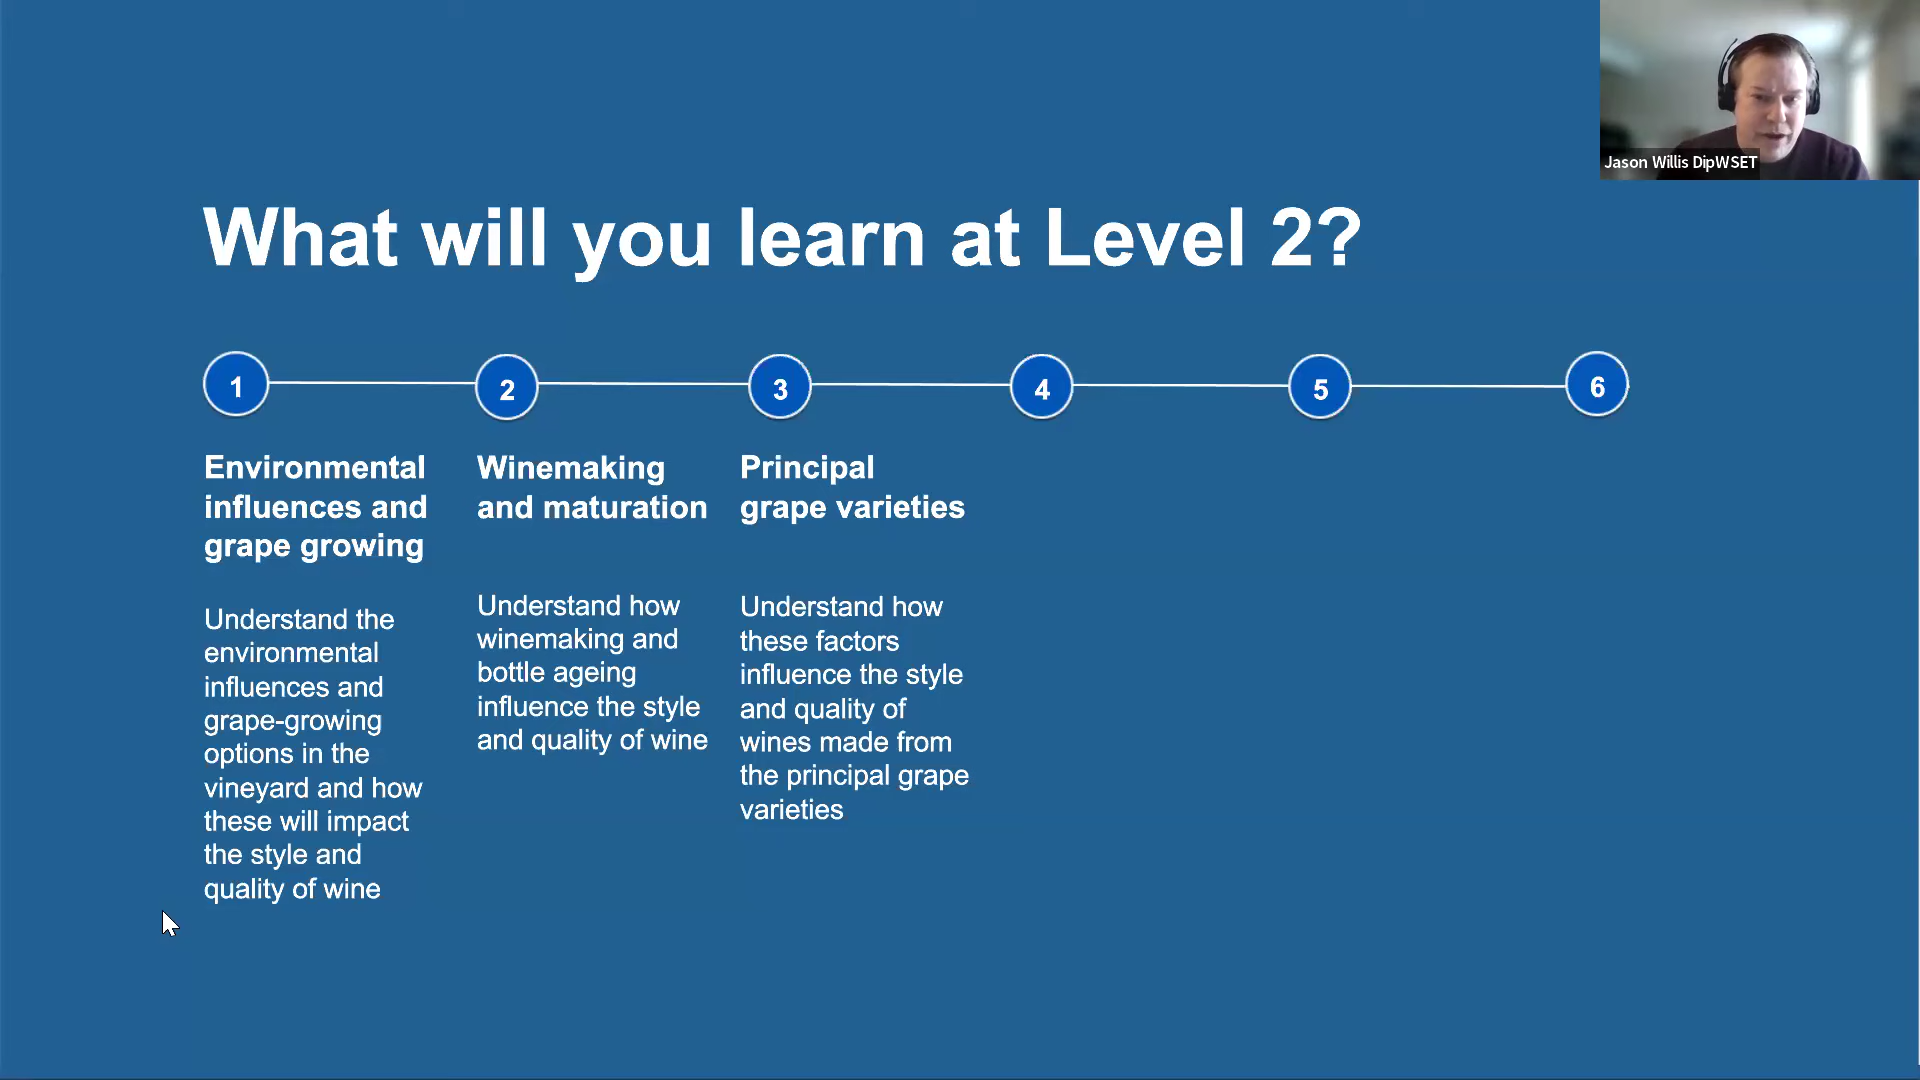 Jason Willis DipWSET
What will you learn at Level 2?
1
2
3
4
5
6
Environmental
influences and
grape growing
Understand the
environmental
influences and
grape-growing
options in the
vineyard and how
these will impact
the style and
quality of wine
Winemaking
and maturation
Understand how
winemaking and
bottle ageing
influence the style
and quality of wine
Principal
grape varieties
Understand how
these factors
influence the style
and quality of
wines made from
the principal grape
varieties